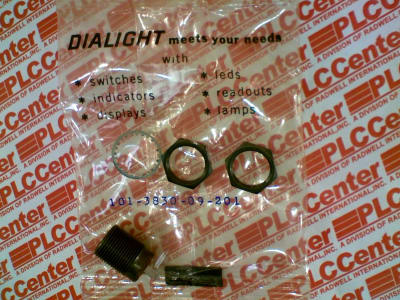 DIALIGHT meets your needs
with
* switches * leds
* indicators * readouts
* displays * lamps
101-3830-09-201
PLCCenter
A DIVISION OF RADWELL INTERNATIONAL, INC.